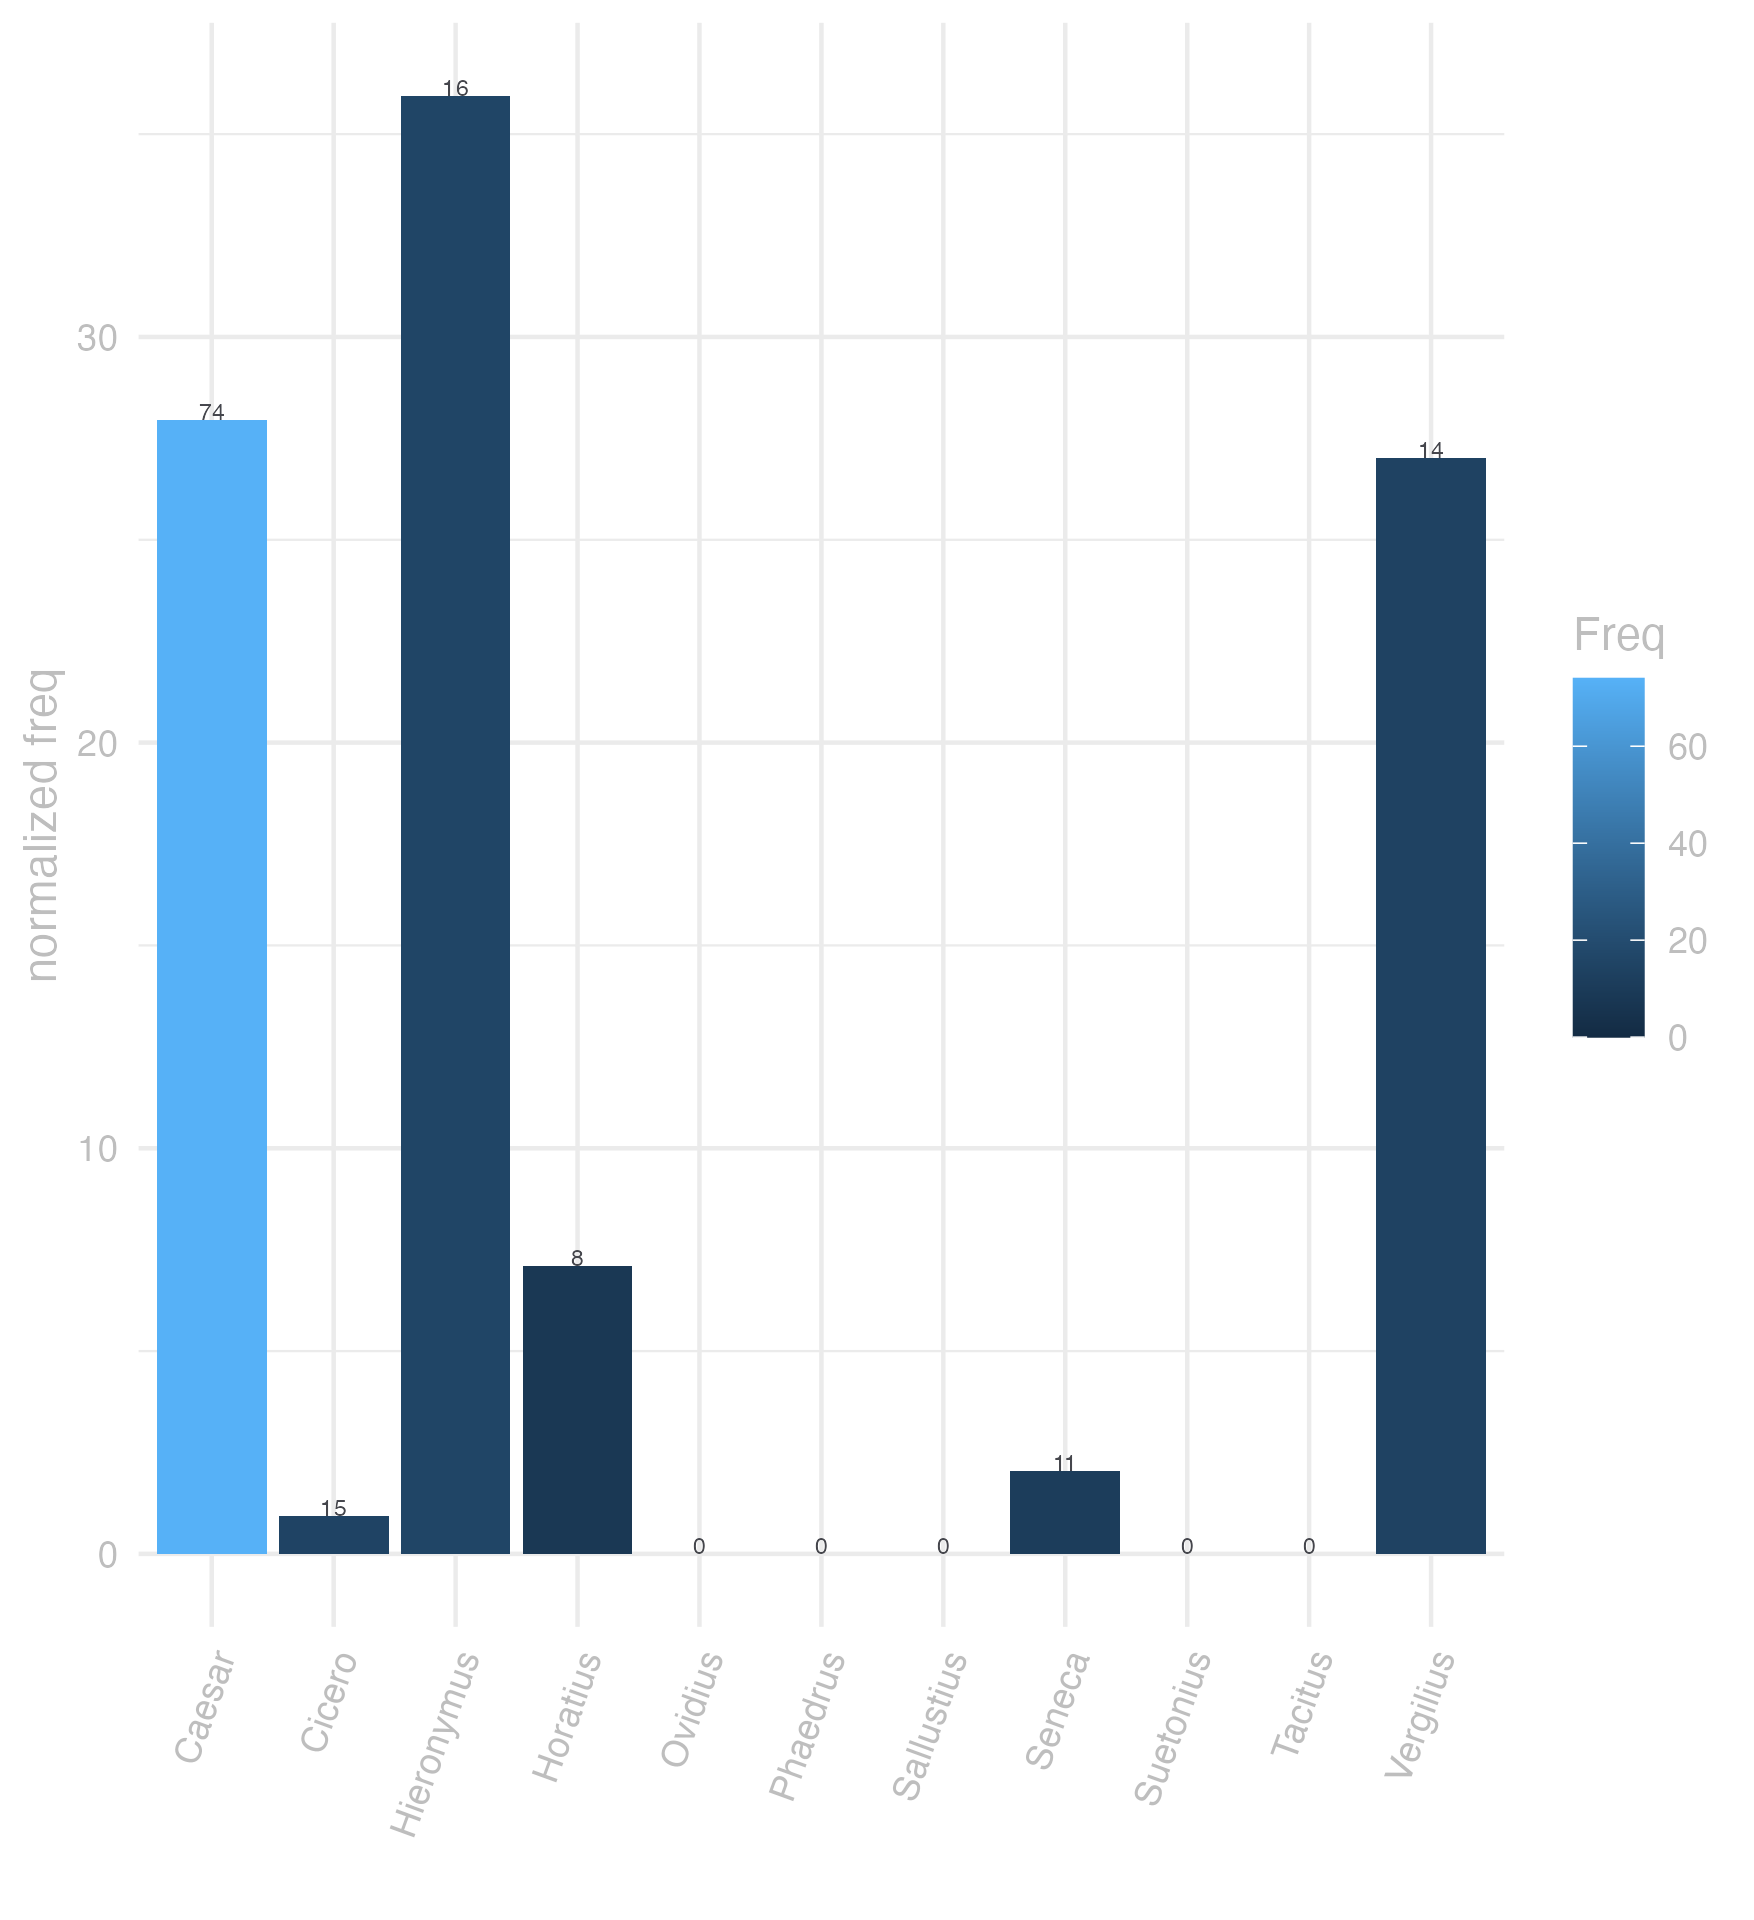 16
30
74
14
Freq
60
40
20
0
normalized freq
20
10
8
11
15
0
0
0
0
0
0
Caesar
Cicero
Hieronymus
Horatius
Ovidius
Phaedrus
Sallustius
Seneca
Suetonius
Tacitus
Vergilius